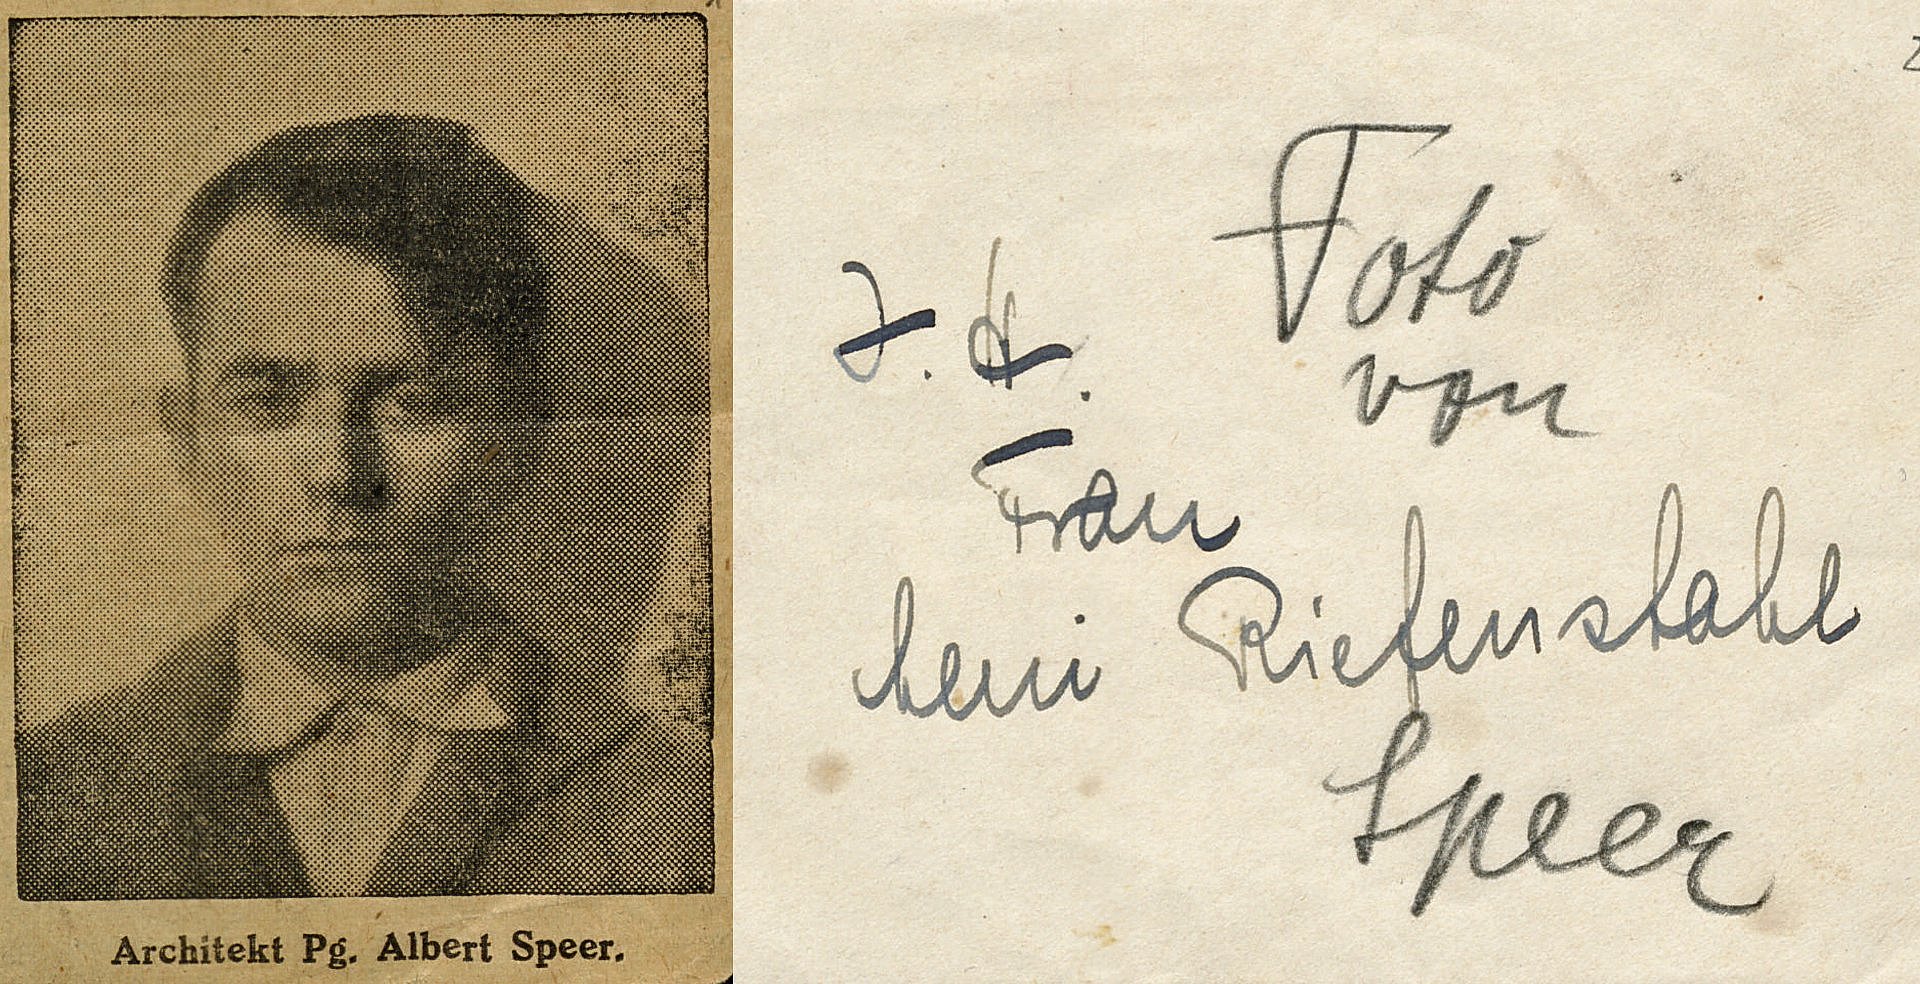 Architekt Pg. Albert Speer.
Foto
von
I. H.
Frau
Leni Riefenstahl
Speer